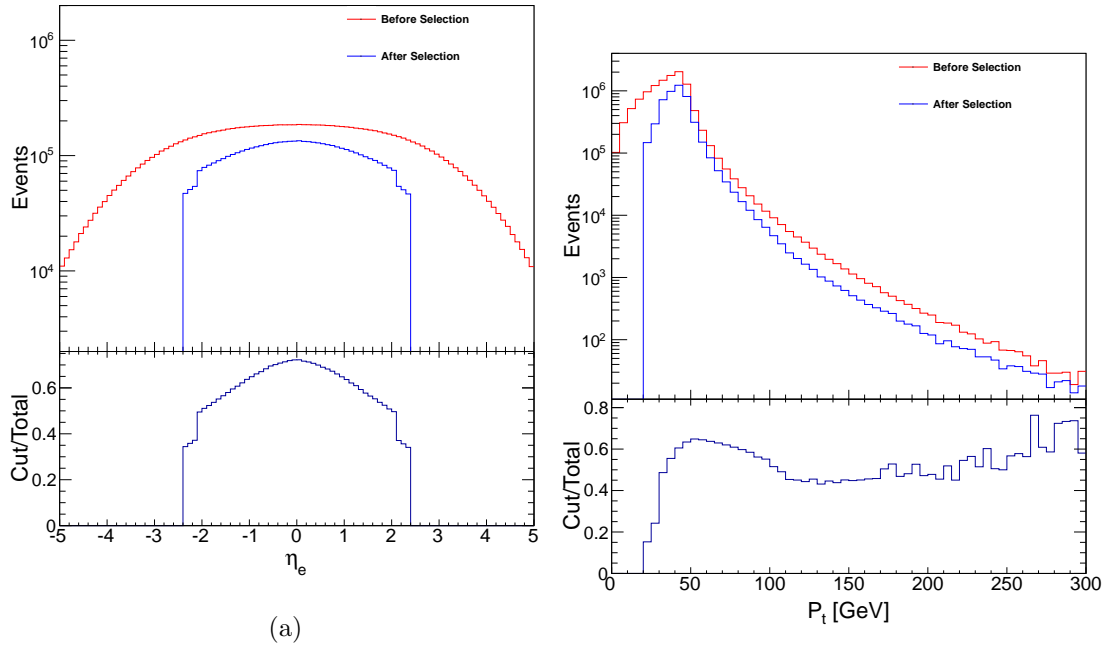 Before Selection
After Selection
Events
10^6
10^5
10^4
Cut/Total
0.6
0.4
0.2
0
-5 -4 -3 -2 -1 0 1 2 3 4 5
η_e
(a)
Before Selection
After Selection
Events
10^6
10^5
10^4
10^3
10^2
Cut/Total
0.8
0.6
0.4
0.2
0
0 50 100 150 200 250 300
P_t [GeV]